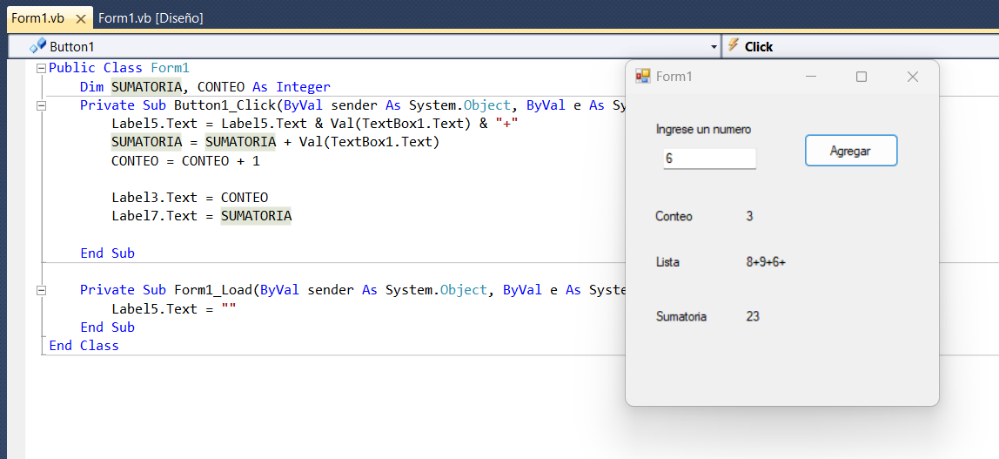 Form1.vb Form1.vb [Diseño]
Button1 Click
Public Class Form1
Dim SUMATORIA, CONTEO As Integer
Private Sub Button1_Click(ByVal sender As System.Object, ByVal e As Sy
Label5.Text = Label5.Text & Val(TextBox1.Text) & "+"
SUMATORIA = SUMATORIA + Val(TextBox1.Text)
CONTEO = CONTEO + 1
Label3.Text = CONTEO
Label7.Text = SUMATORIA
End Sub
Private Sub Form1_Load(ByVal sender As System.Object, ByVal e As Syste
Label5.Text = ""
End Sub
End Class
Form1
Ingrese un numero
6
Agregar
Conteo 3
Lista 8+9+6+
Sumatoria 23